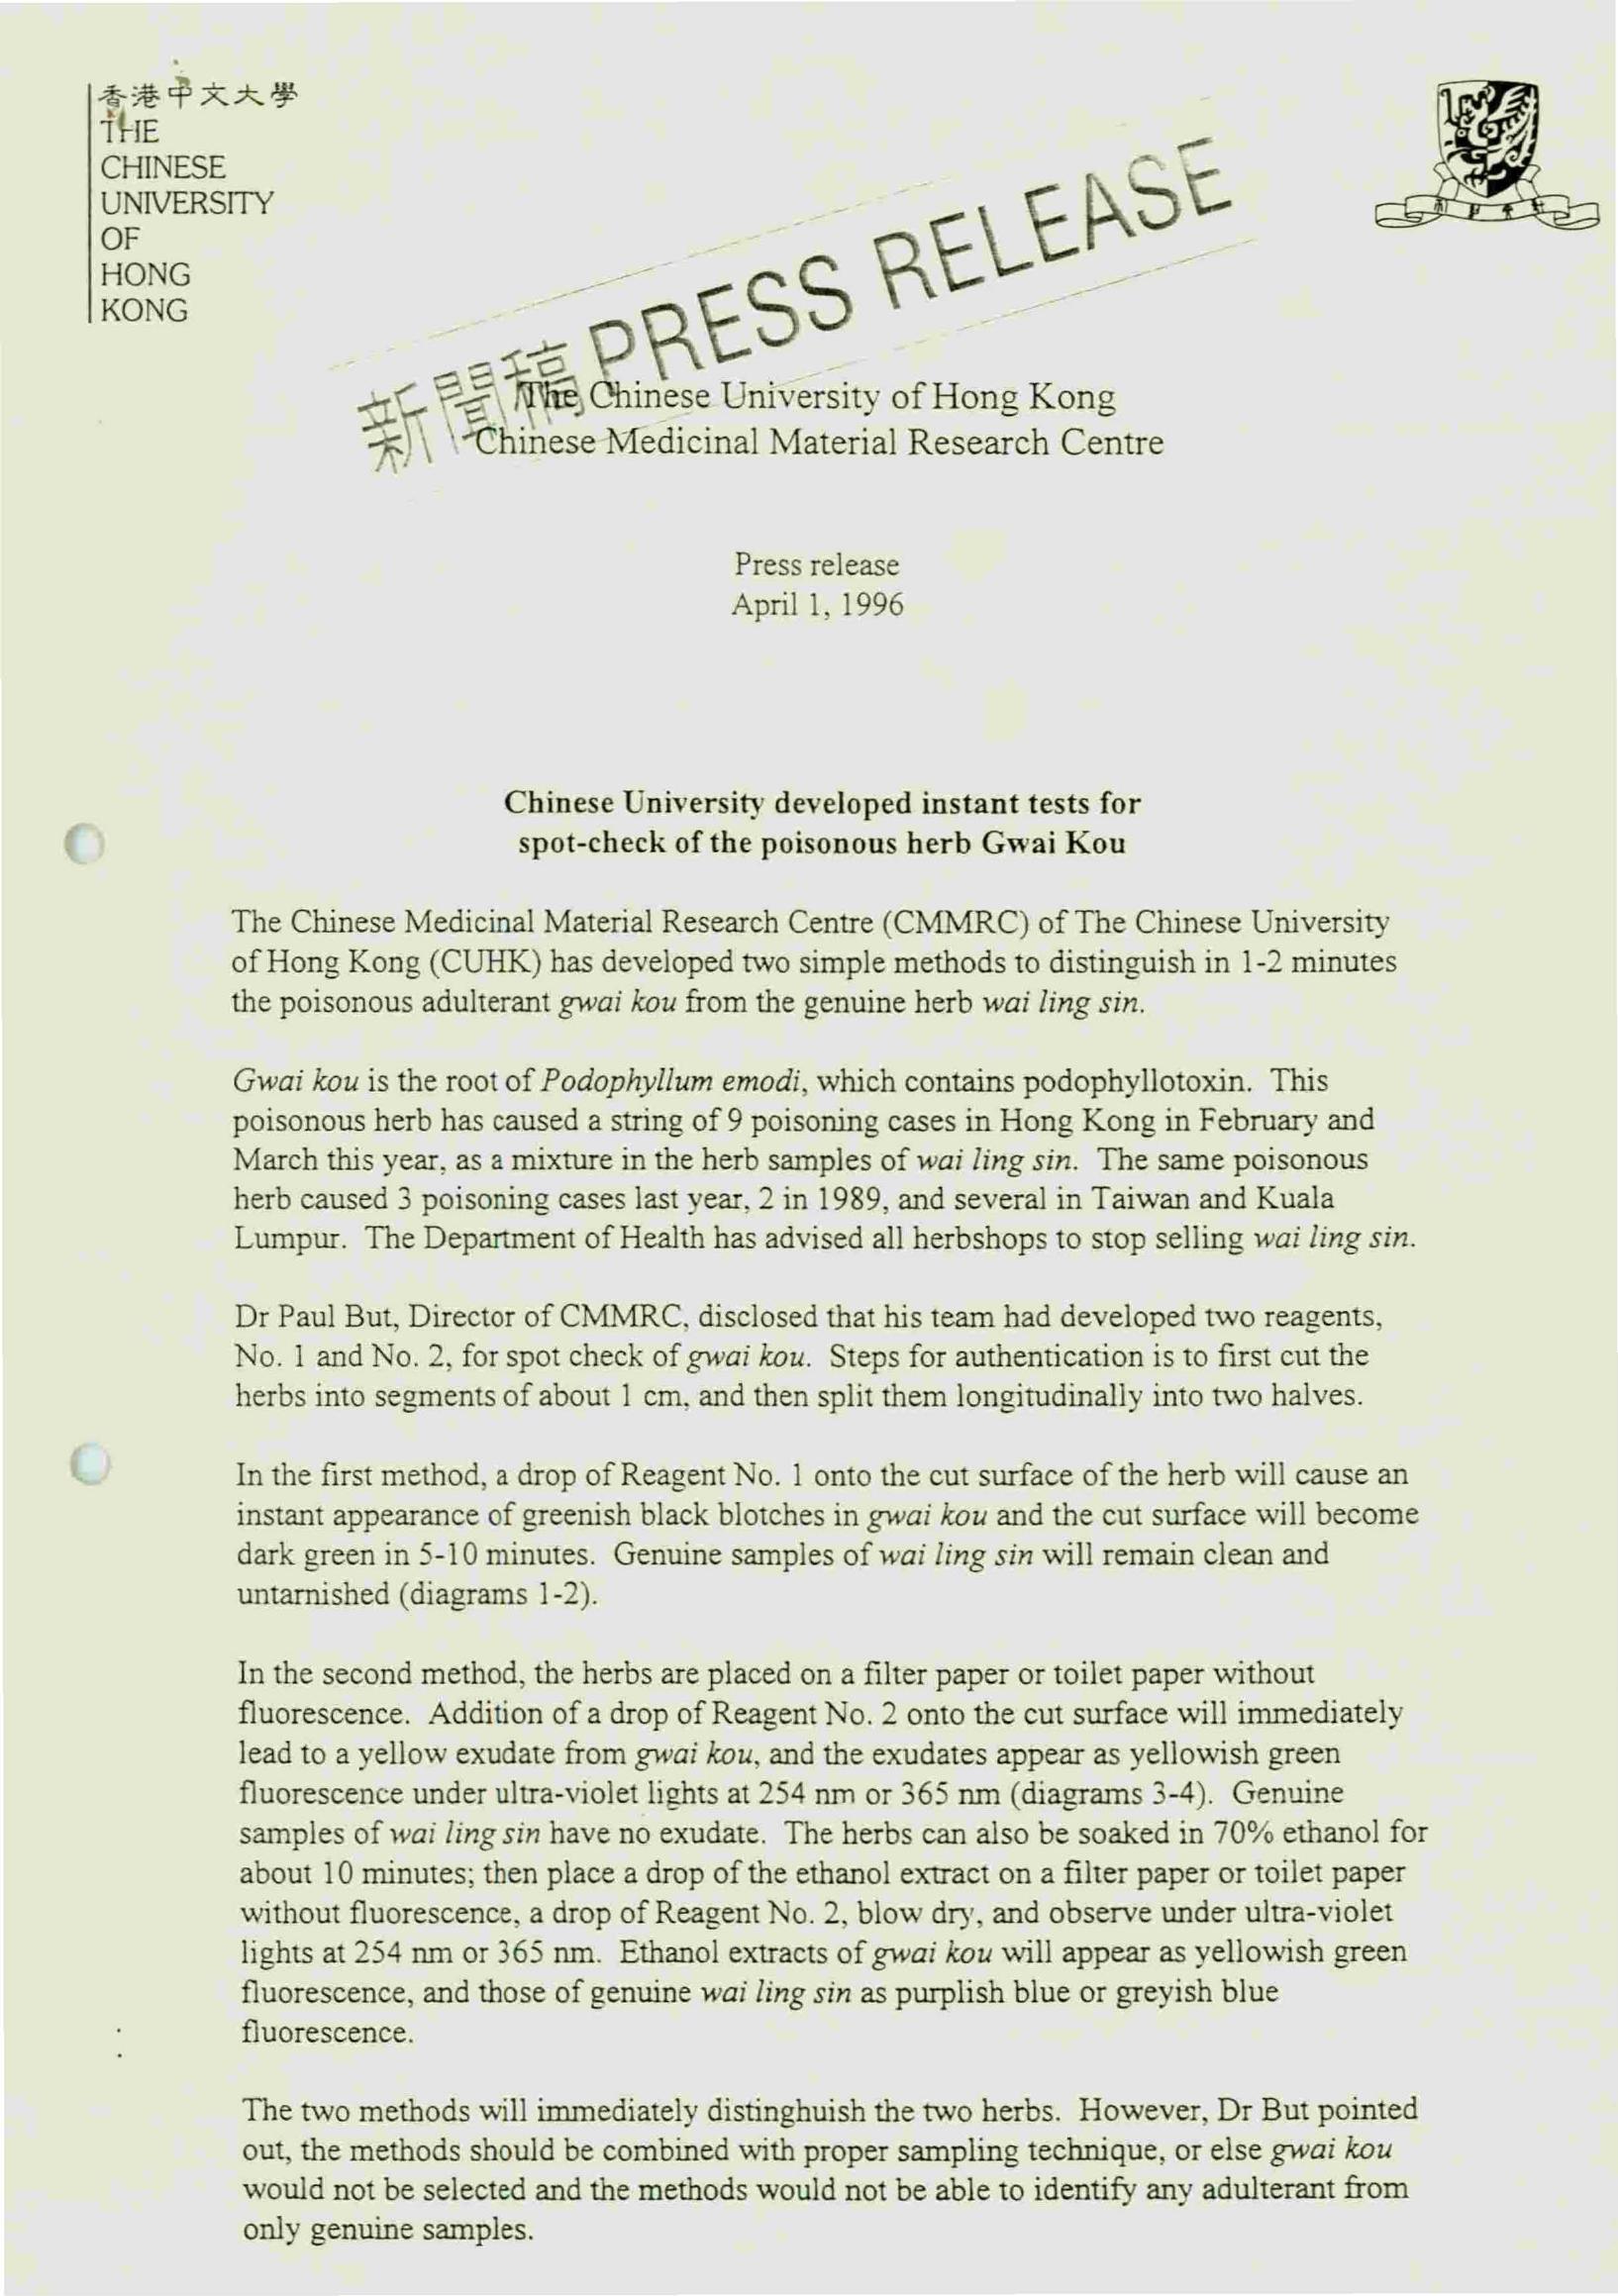 香港中文大學
THE
CHINESE
UNIVERSITY
OF
HONG
KONG
新聞稿 PRESS RELEASE
The Chinese University of Hong Kong
Chinese Medicinal Material Research Centre
Press release
April 1, 1996
Chinese University developed instant tests for
spot-check of the poisonous herb Gwai Kou
The Chinese Medicinal Material Research Centre (CMMRC) of The Chinese University
of Hong Kong (CUHK) has developed two simple methods to distinguish in 1-2 minutes
the poisonous adulterant gwai kou from the genuine herb wai ling sin.
Gwai kou is the root of Podophyllum emodi, which contains podophyllotoxin. This
poisonous herb has caused a string of 9 poisoning cases in Hong Kong in February and
March this year, as a mixture in the herb samples of wai ling sin. The same poisonous
herb caused 3 poisoning cases last year, 2 in 1989, and several in Taiwan and Kuala
Lumpur. The Department of Health has advised all herbshops to stop selling wai ling sin.
Dr Paul But, Director of CMMRC, disclosed that his team had developed two reagents,
No. 1 and No. 2, for spot check of gwai kou. Steps for authentication is to first cut the
herbs into segments of about 1 cm, and then split them longitudinally into two halves.
In the first method, a drop of Reagent No. 1 onto the cut surface of the herb will cause an
instant appearance of greenish black blotches in gwai kou and the cut surface will become
dark green in 5-10 minutes. Genuine samples of wai ling sin will remain clean and
untarnished (diagrams 1-2).
In the second method, the herbs are placed on a filter paper or toilet paper without
fluorescence. Addition of a drop of Reagent No. 2 onto the cut surface will immediately
lead to a yellow exudate from gwai kou, and the exudates appear as yellowish green
fluorescence under ultra-violet lights at 254 nm or 365 nm (diagrams 3-4). Genuine
samples of wai ling sin have no exudate. The herbs can also be soaked in 70% ethanol for
about 10 minutes; then place a drop of the ethanol extract on a filter paper or toilet paper
without fluorescence, a drop of Reagent No. 2, blow dry, and observe under ultra-violet
lights at 254 nm or 365 nm. Ethanol extracts of gwai kou will appear as yellowish green
fluorescence, and those of genuine wai ling sin as purplish blue or greyish blue
fluorescence.
The two methods will immediately distinghuish the two herbs. However, Dr But pointed
out, the methods should be combined with proper sampling technique, or else gwai kou
would not be selected and the methods would not be able to identify any adulterant from
only genuine samples.